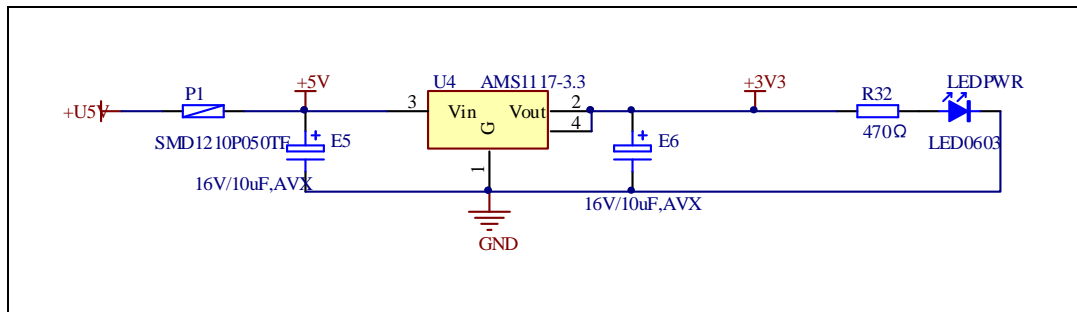 +U5V
P1
SMD1210P050TF
+5V
E5
16V/10uF,AVX
U4
AMS1117-3.3
3
Vin
Vout
2
4
G
1
GND
E6
16V/10uF,AVX
+3V3
R32
470Ω
LEDPWR
LED0603